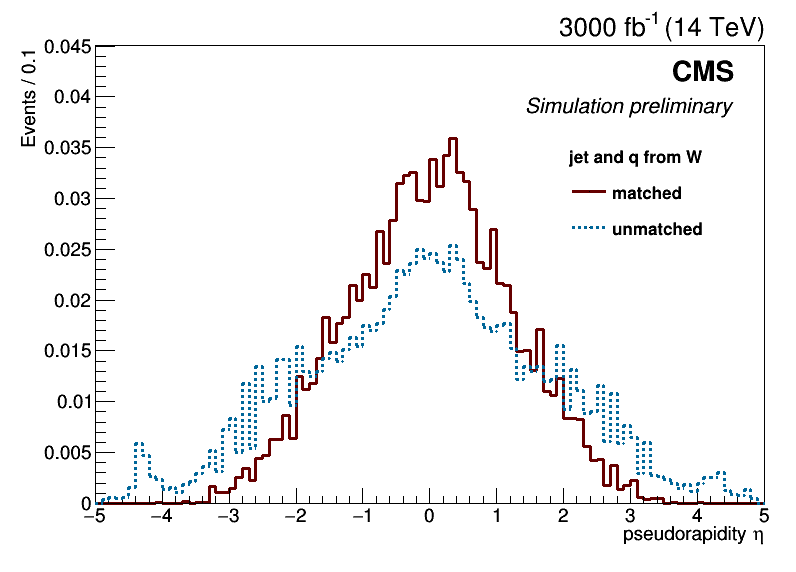 3000 fb-1 (14 TeV)
CMS
Simulation preliminary
jet and q from W
matched
unmatched
Events / 0.1
0.045
0.04
0.035
0.03
0.025
0.02
0.015
0.01
0.005
0
−5 −4 −3 −2 −1 0 1 2 3 4 5
pseudorapidity η